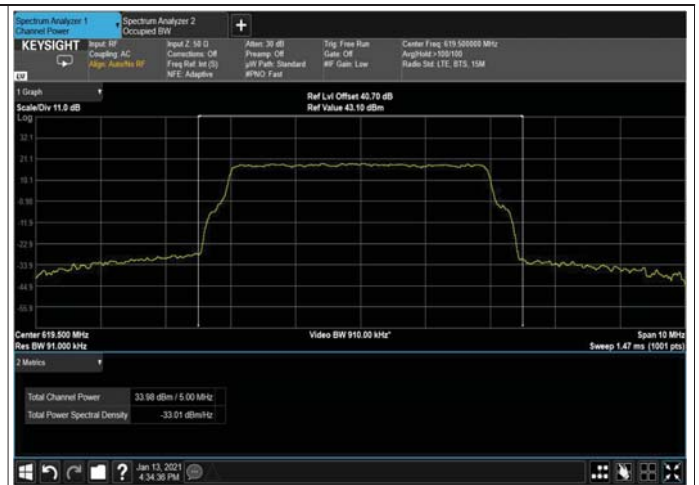 Spectrum Analyzer 1
Channel Power
Spectrum Analyzer 2
Occupied BW
+
KEYSIGHT
LV
Input: RF
Coupling: AC
Align: Auto/No RF
Input Z: 50 Ω
Corrections: Off
Freq Ref: Int (S)
NFE: Adaptive
Atten: 30 dB
Preamp: Off
µW Path: Standard
#PNO: Fast
Trig: Free Run
Gate: Off
#IF Gain: Low
Center Freq: 619.500000 MHz
Avg|Hold:>100/100
Radio Std: LTE, BTS, 15M
1 Graph
Scale/Div 11.0 dB
Ref Lvl Offset 40.70 dB
Ref Value 43.10 dBm
Log
32.1
21.1
10.1
-0.90
-11.9
-22.9
-33.9
-44.9
-55.9
Center 619.500 MHz
Video BW 910.00 kHz*
Span 10 MHz
Res BW 91.000 kHz
Sweep 1.47 ms (1001 pts)
2 Metrics
Total Channel Power 33.98 dBm / 5.00 MHz
Total Power Spectral Density -33.01 dBm/Hz
?
Jan 13, 2021
4:34:36 PM